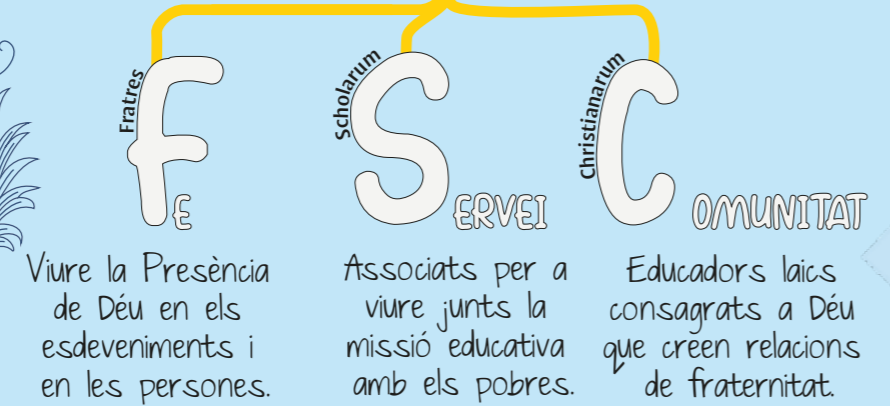 Fratres
FE
Viure la Presència
de Déu en els
esdeveniments i
en les persones.
Scholarum
SERVEI
Associats per a
viure junts la
missió educativa
amb els pobres.
Christianarum
COMUNITAT
Educadors laics
consagrats a Déu
que creen relacions
de fraternitat.